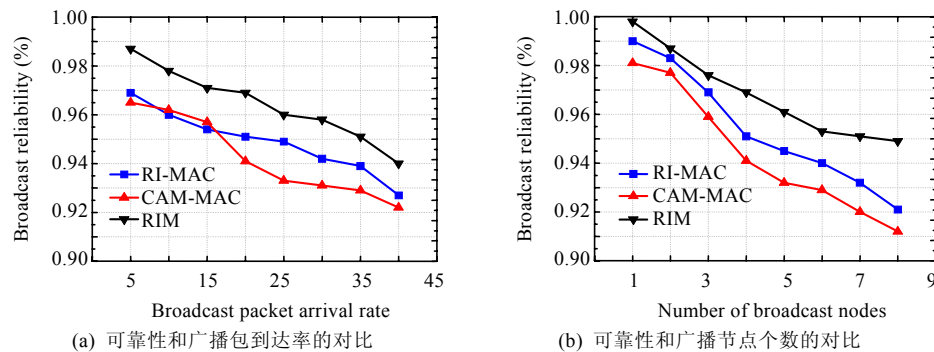 1.00
0.98
0.96
0.94
0.92
0.90
Broadcast reliability (%)
RI-MAC
CAM-MAC
RIM
5 15 25 35 45
Broadcast packet arrival rate
(a) 可靠性和广播包到达率的对比
1.00
0.98
0.96
0.94
0.92
0.90
Broadcast reliability (%)
RI-MAC
CAM-MAC
RIM
1 3 5 7 9
Number of broadcast nodes
(b) 可靠性和广播节点个数的对比